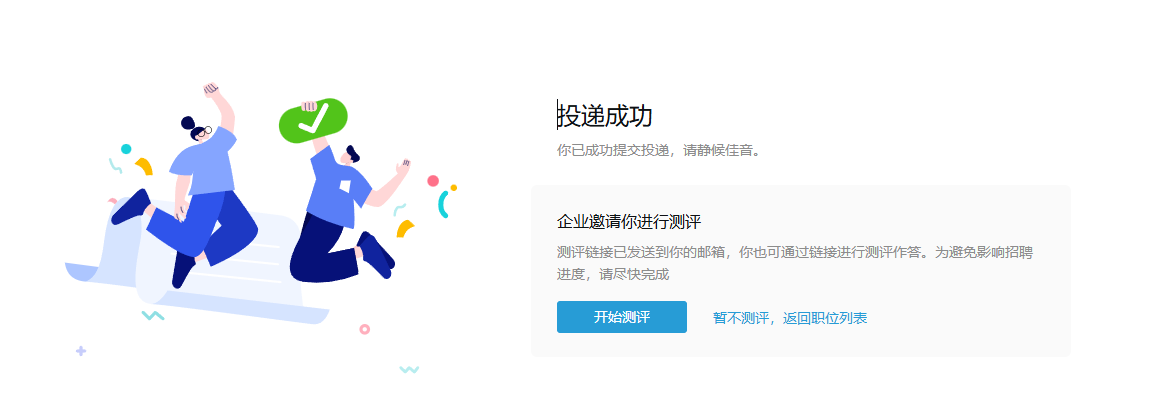 投递成功
你已成功提交投递，请静候佳音。
企业邀请你进行测评
测评链接已发送到你的邮箱，你也可通过链接进行测评作答。为避免影响招聘
进度，请尽快完成
开始测评
暂不测评，返回职位列表